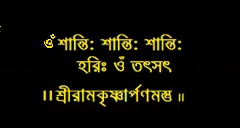 ওঁ শান্তি: শান্তি: শান্তি:
হরিঃ ওঁ তৎসৎ
।। শ্রীরামকৃষ্ণার্পণমস্তু ॥